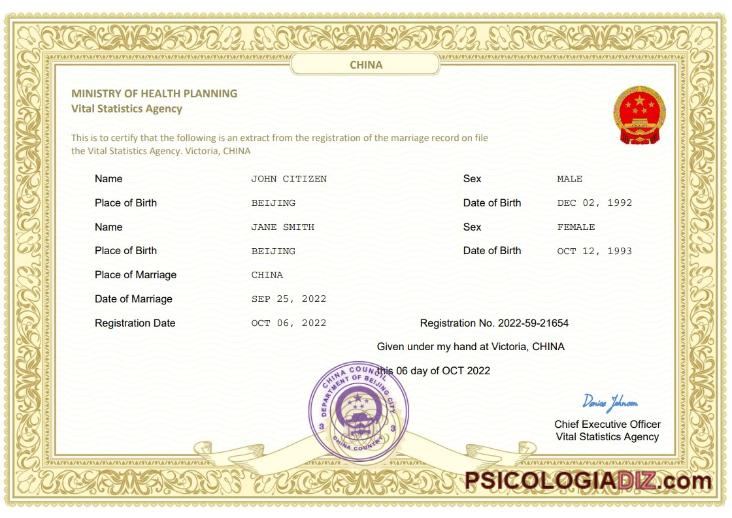 CHINA
MINISTRY OF HEALTH PLANNING
Vital Statistics Agency
This is to certify that the following is an extract from the registration of the marriage record on file
the Vital Statistics Agency. Victoria, CHINA
Name JOHN CITIZEN Sex MALE
Place of Birth BEIJING Date of Birth DEC 02, 1992
Name JANE SMITH Sex FEMALE
Place of Birth BEIJING Date of Birth OCT 12, 1993
Place of Marriage CHINA
Date of Marriage SEP 25, 2022
Registration Date OCT 06, 2022 Registration No. 2022-59-21654
Given under my hand at Victoria, CHINA
this 06 day of OCT 2022
CHINA COUNCIL
DEPARTMENT OF BEIJING CITY
3 3
CHINA COUNTRY
Denise Johnson
Chief Executive Officer
Vital Statistics Agency
PSICOLOGIADIZ.com